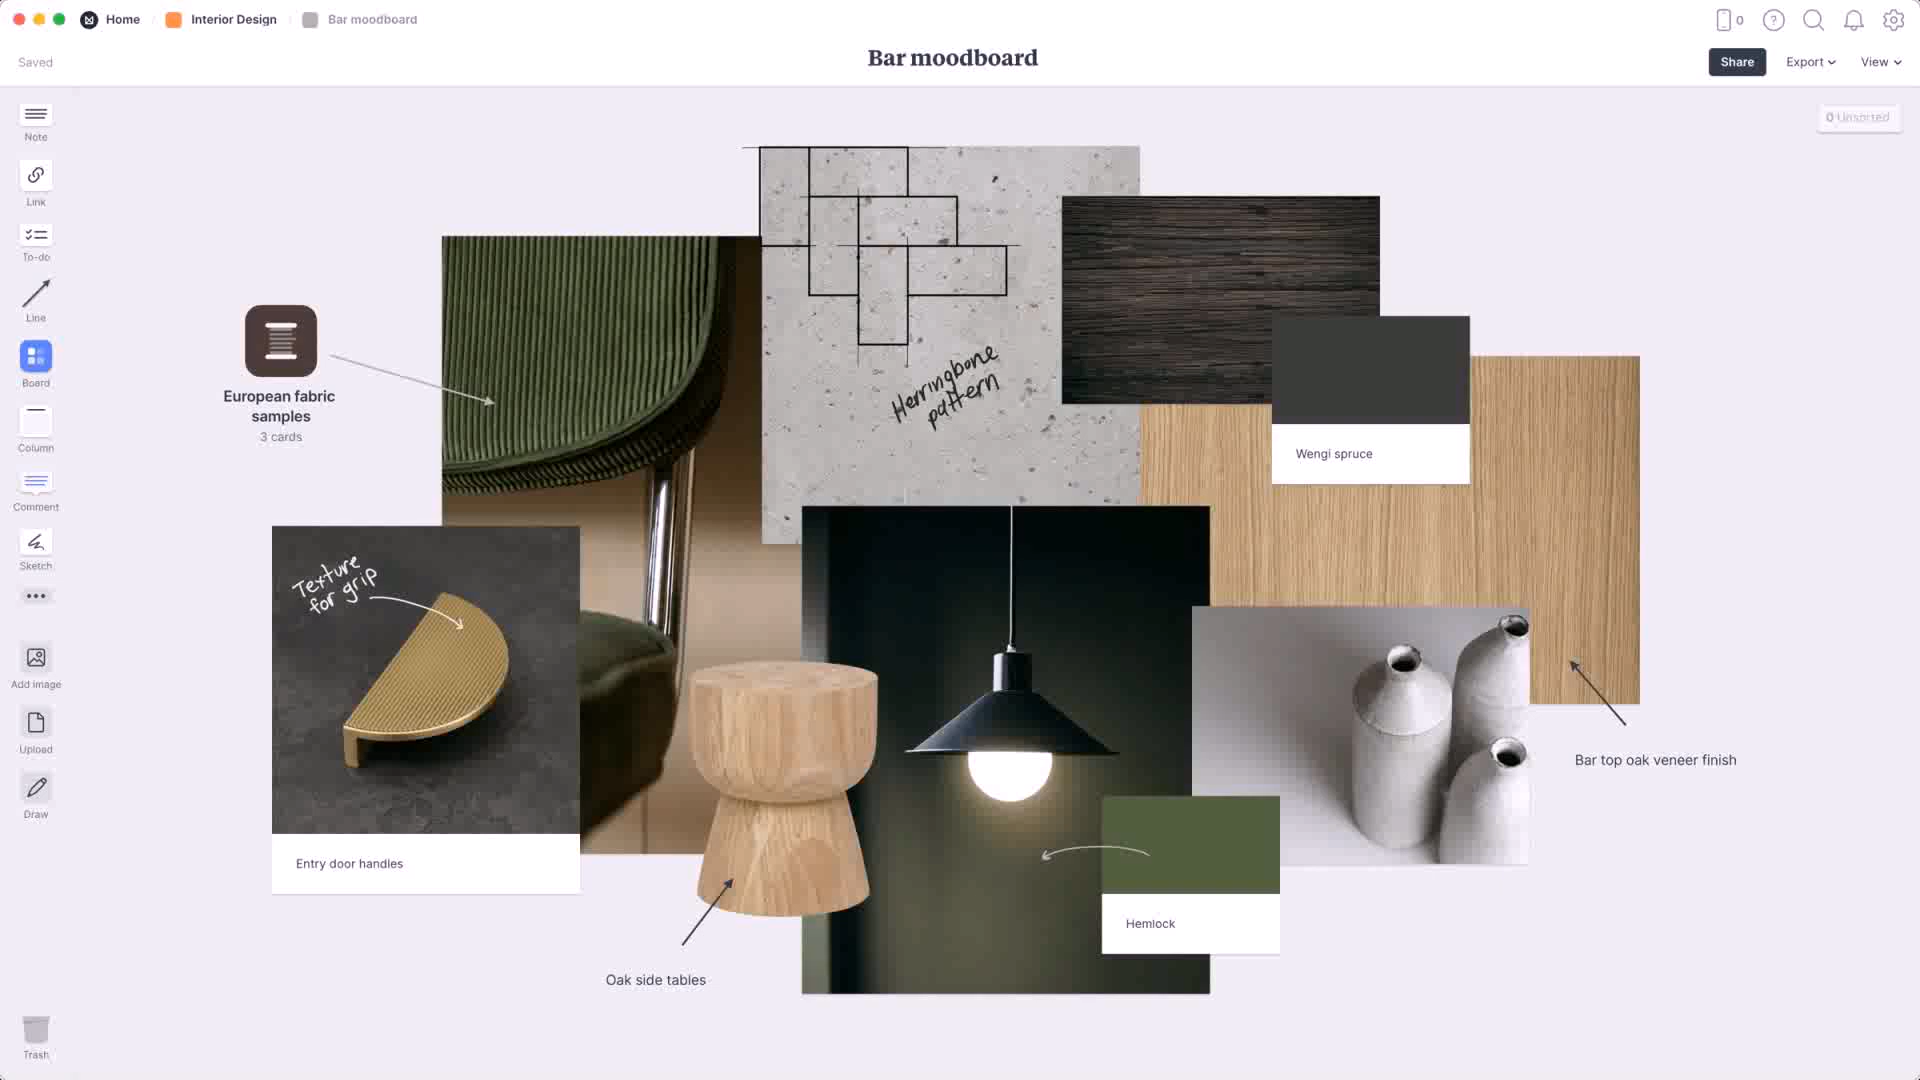 Home
Interior Design
Bar moodboard
0
?
Saved
Bar moodboard
Share
Export
View
0 Unsorted
Note
Link
To-do
Line
Board
Column
Comment
Sketch
Add image
Upload
Draw
Trash
European fabric
samples
3 cards
Herringbone
pattern
Wengi spruce
Texture
for grip
Entry door handles
Oak side tables
Hemlock
Bar top oak veneer finish